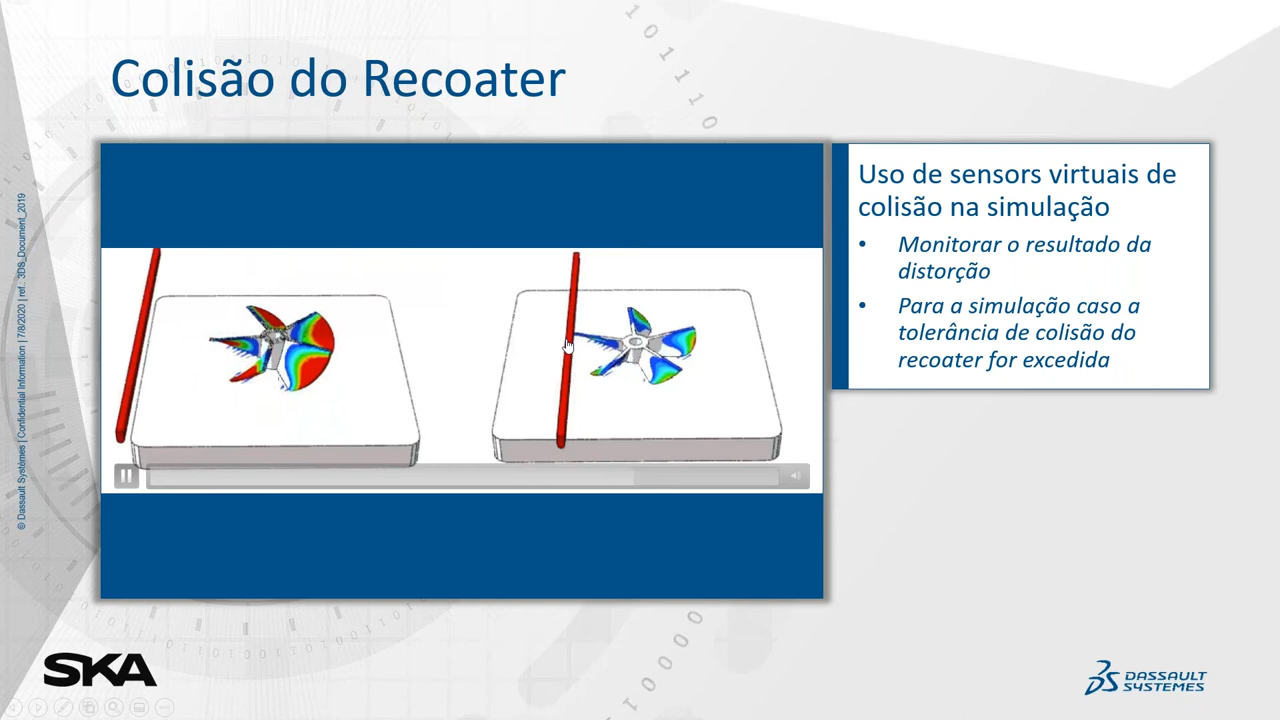 Colisão do Recoater
Uso de sensors virtuais de
colisão na simulação
• Monitorar o resultado da
distorção
• Para a simulação caso a
tolerância de colisão do
recoater for excedida
© Dassault Systèmes | Confidential Information | 7/8/2020 | ref.: 3DS_Document_2019
SKA
DASSAULT
SYSTEMES